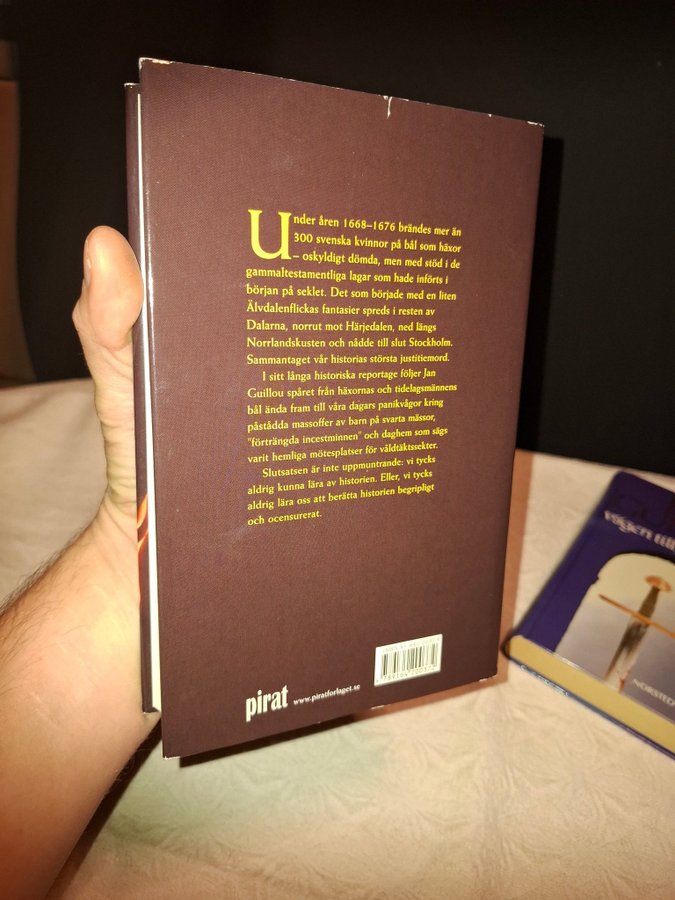 Under åren 1668–1676 brändes mer än
300 svenska kvinnor på bål som häxor
– oskyldigt dömda, men med stöd i de
gammaltestamentliga lagar som hade införts i
början på seklet. Det som började med en liten
Älvdalenflickas fantasier spreds i resten av
Dalarna, norrut mot Härjedalen, ned längs
Norrlandskusten och nådde till slut Stockholm.
Sammantaget vår historias största justitiemord.
I sitt långa historiska reportage följer Jan
Guillou spåret från häxornas och tidelagsmännens
bål ända fram till våra dagars panikvågor kring
påstådda massoffer av barn på svarta mässor,
"förträngda incestminnen" och daghem som sägs
varit hemliga mötesplatser för våldtäktssekter.
Slutsatsen är inte uppmuntrande: vi tycks
aldrig kunna lära av historien. Eller, vi tycks
aldrig lära oss att berätta historien begripligt
och ocensurerat.
pirat
www.piratforlaget.se
vägen till
NORSTED